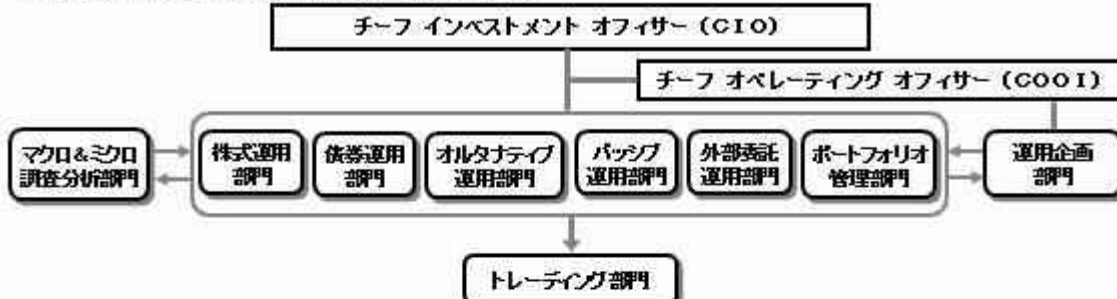 チーフ インベストメント オフィサー (CIO)
チーフ オペレーティング オフィサー (COOI)
マクロ&ミクロ
調査分析部門
株式運用
部門
債券運用
部門
オルタナティブ
運用部門
パッシブ
運用部門
外部委託
運用部門
ポートフォリオ
管理部門
運用企画
部門
トレーディング部門